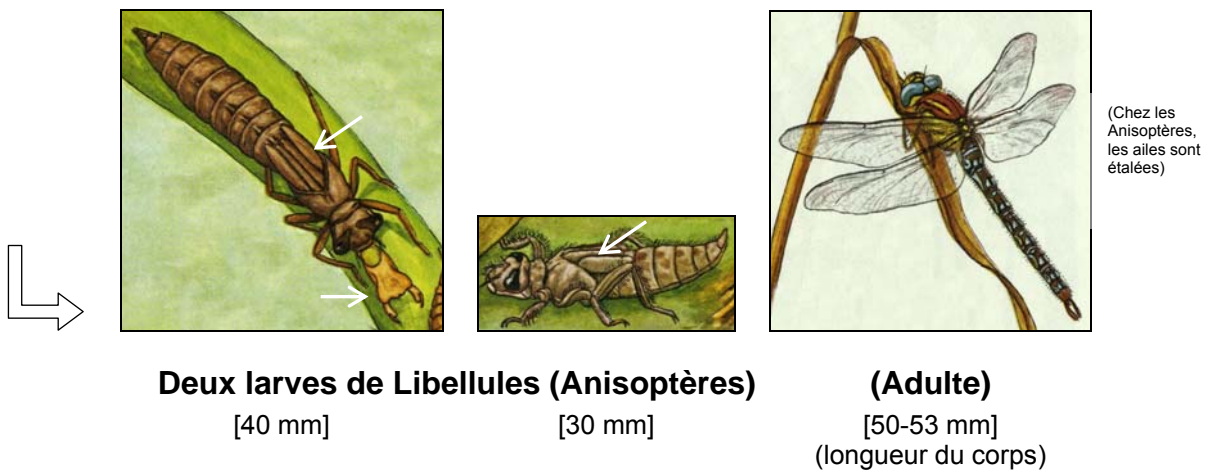 (Chez les
Anisoptères,
les ailes sont
étalées)
Deux larves de Libellules (Anisoptères)
(Adulte)
[40 mm]
[30 mm]
[50-53 mm]
(longueur du corps)